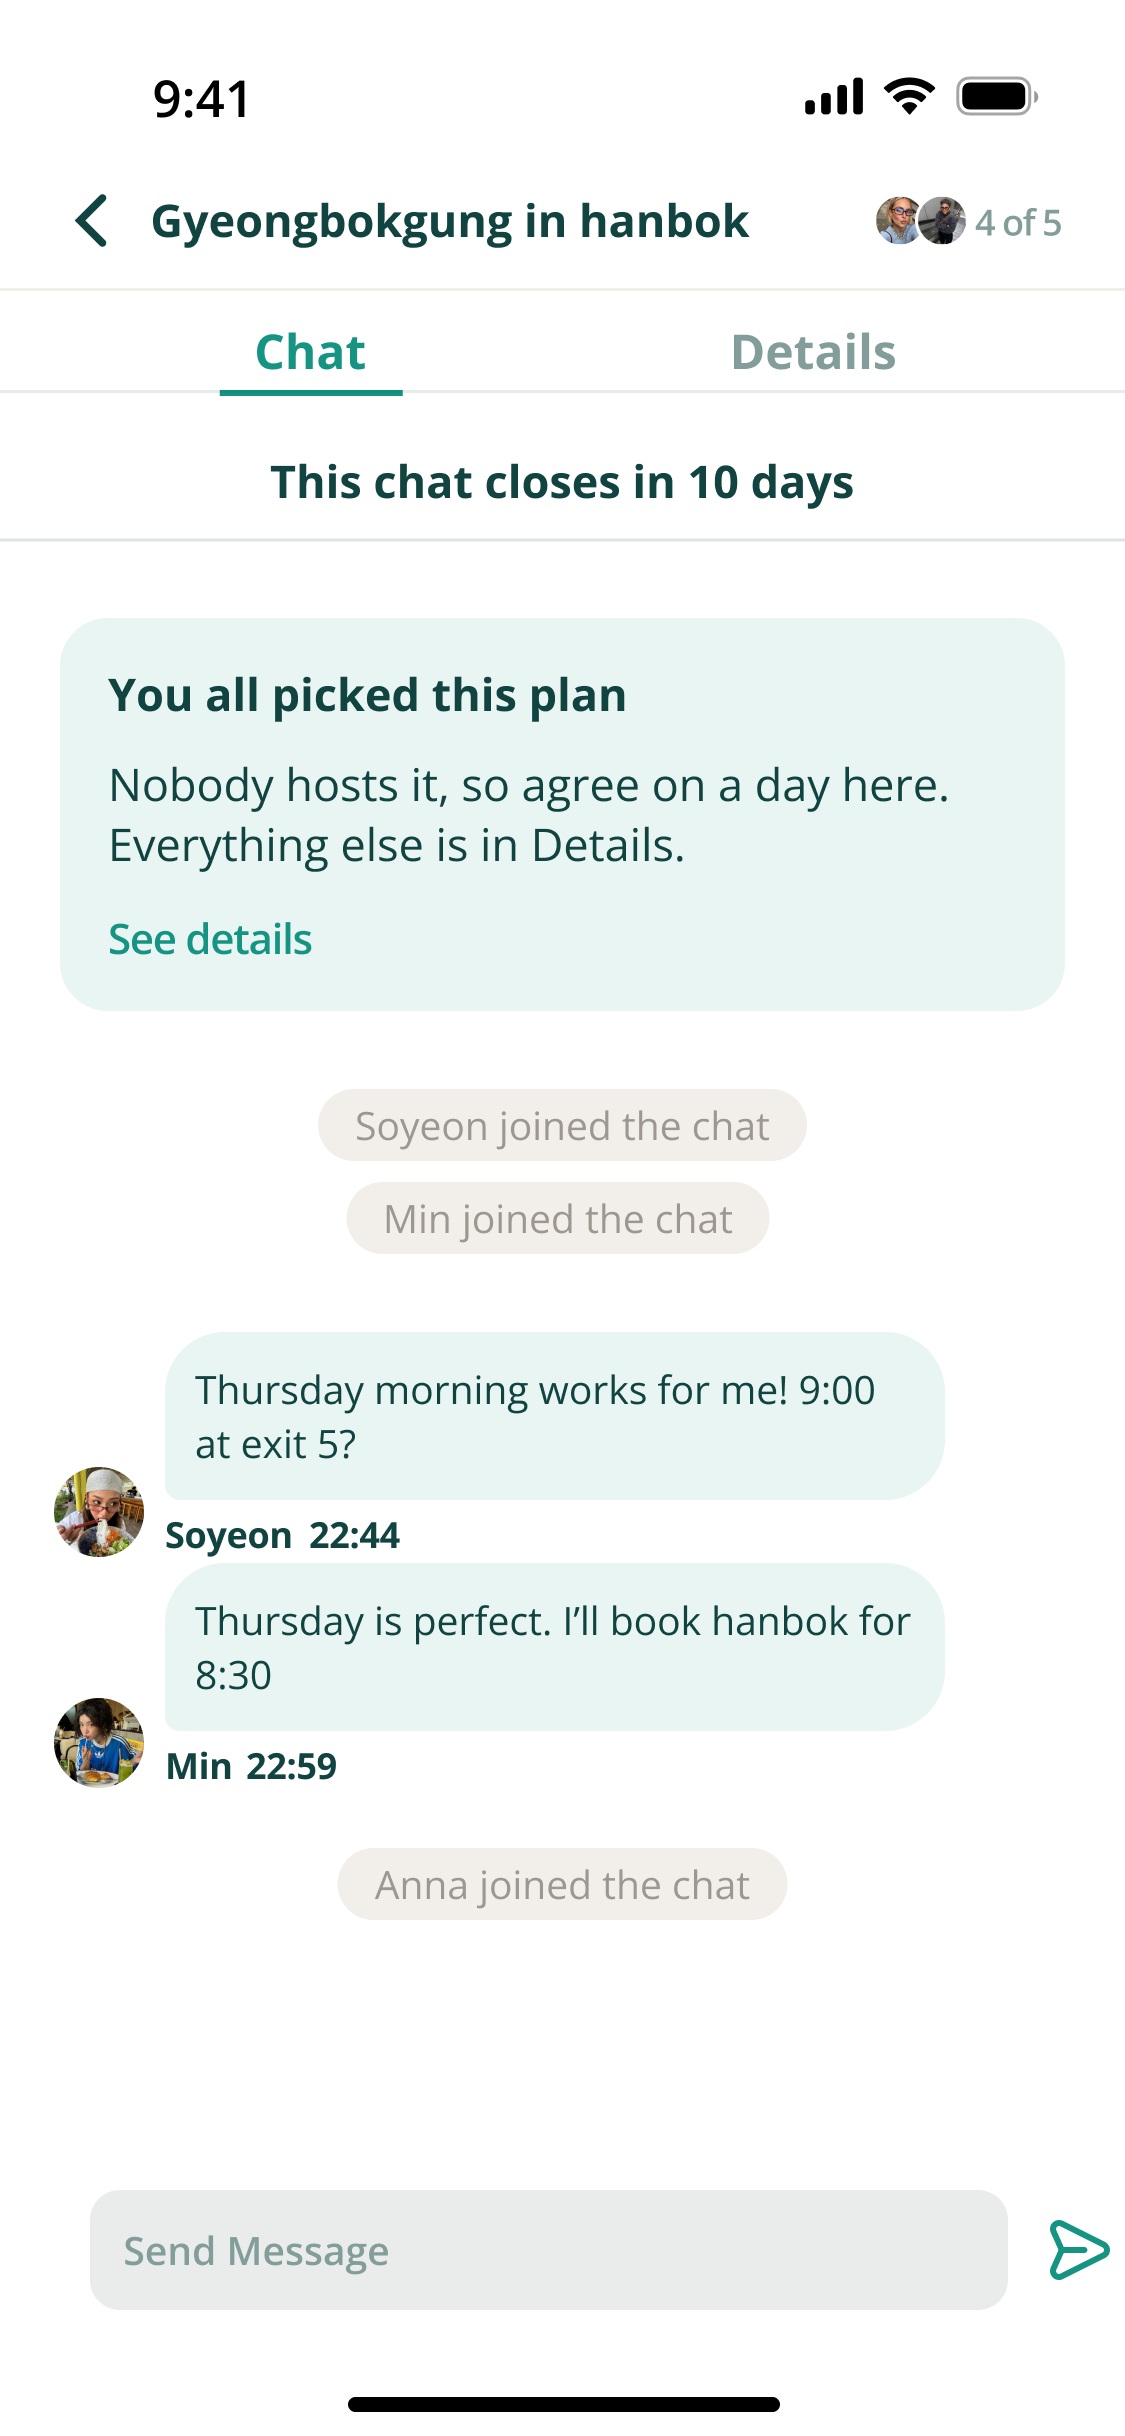 9:41
Gyeongbokgung in hanbok
4 of 5
Chat
Details
This chat closes in 10 days
You all picked this plan
Nobody hosts it, so agree on a day here.
Everything else is in Details.
See details
Soyeon joined the chat
Min joined the chat
Thursday morning works for me! 9:00
at exit 5?
Soyeon 22:44
Thursday is perfect. I’ll book hanbok for
8:30
Min 22:59
Anna joined the chat
Send Message